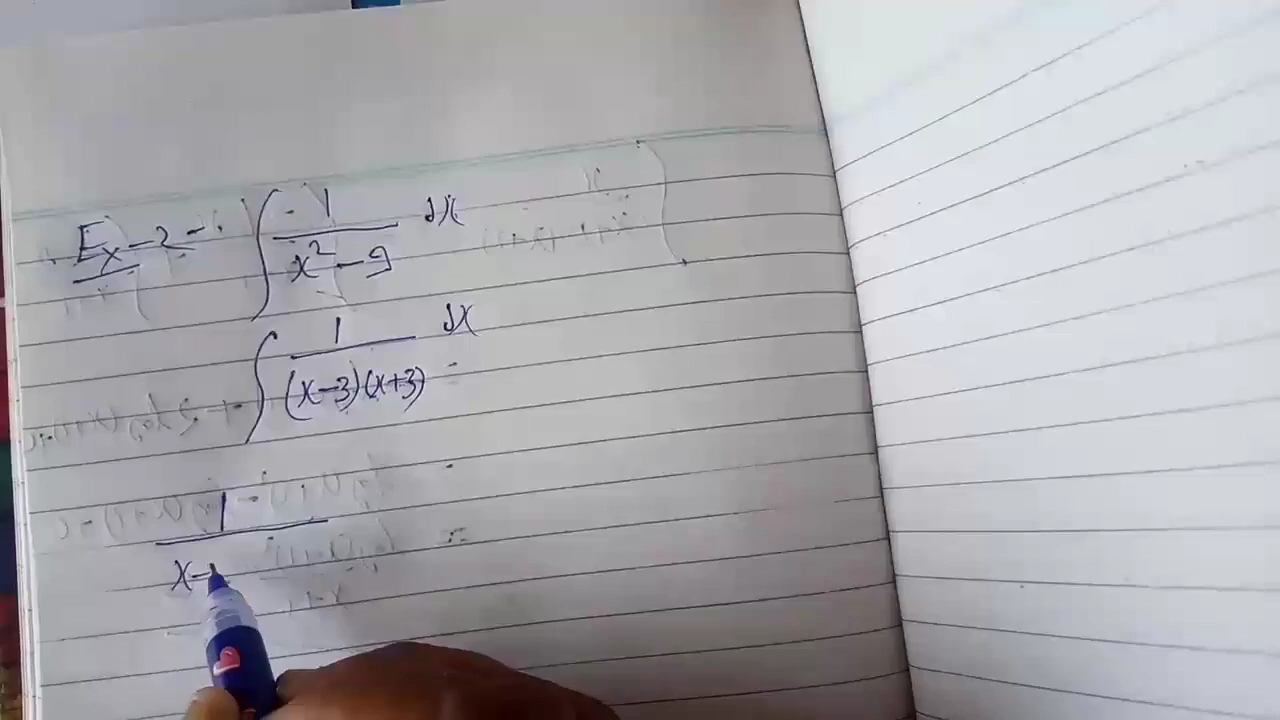 Ex-2- ∫ 1/(x² - 9) dx
∫ 1/((x-3)(x+3)) dx
1/(x-